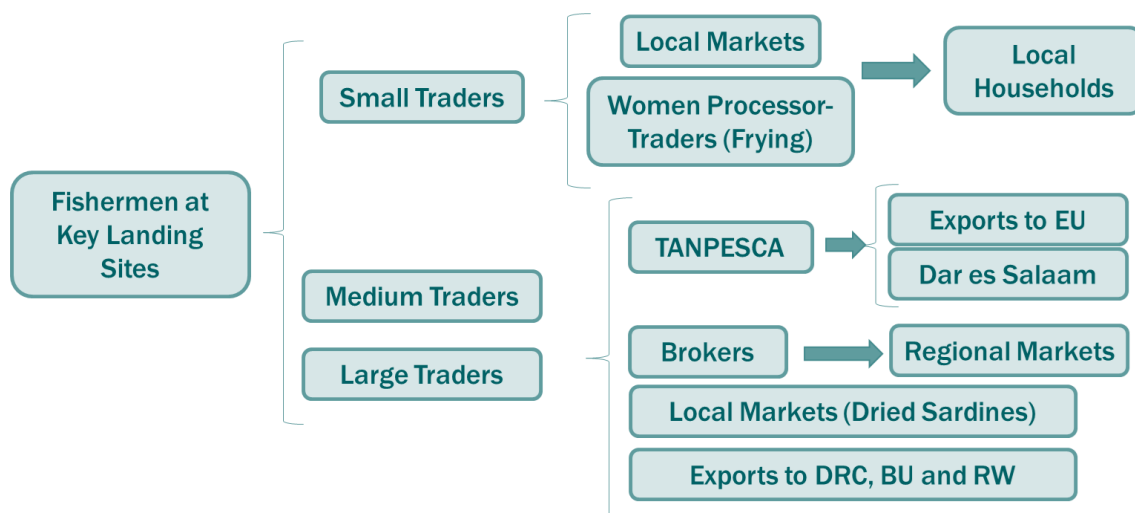 Fishermen at
Key Landing
Sites
Small Traders
Medium Traders
Large Traders
Local Markets
Women Processor-
Traders (Frying)
Local
Households
TANPESCA
Exports to EU
Dar es Salaam
Brokers
Regional Markets
Local Markets (Dried Sardines)
Exports to DRC, BU and RW